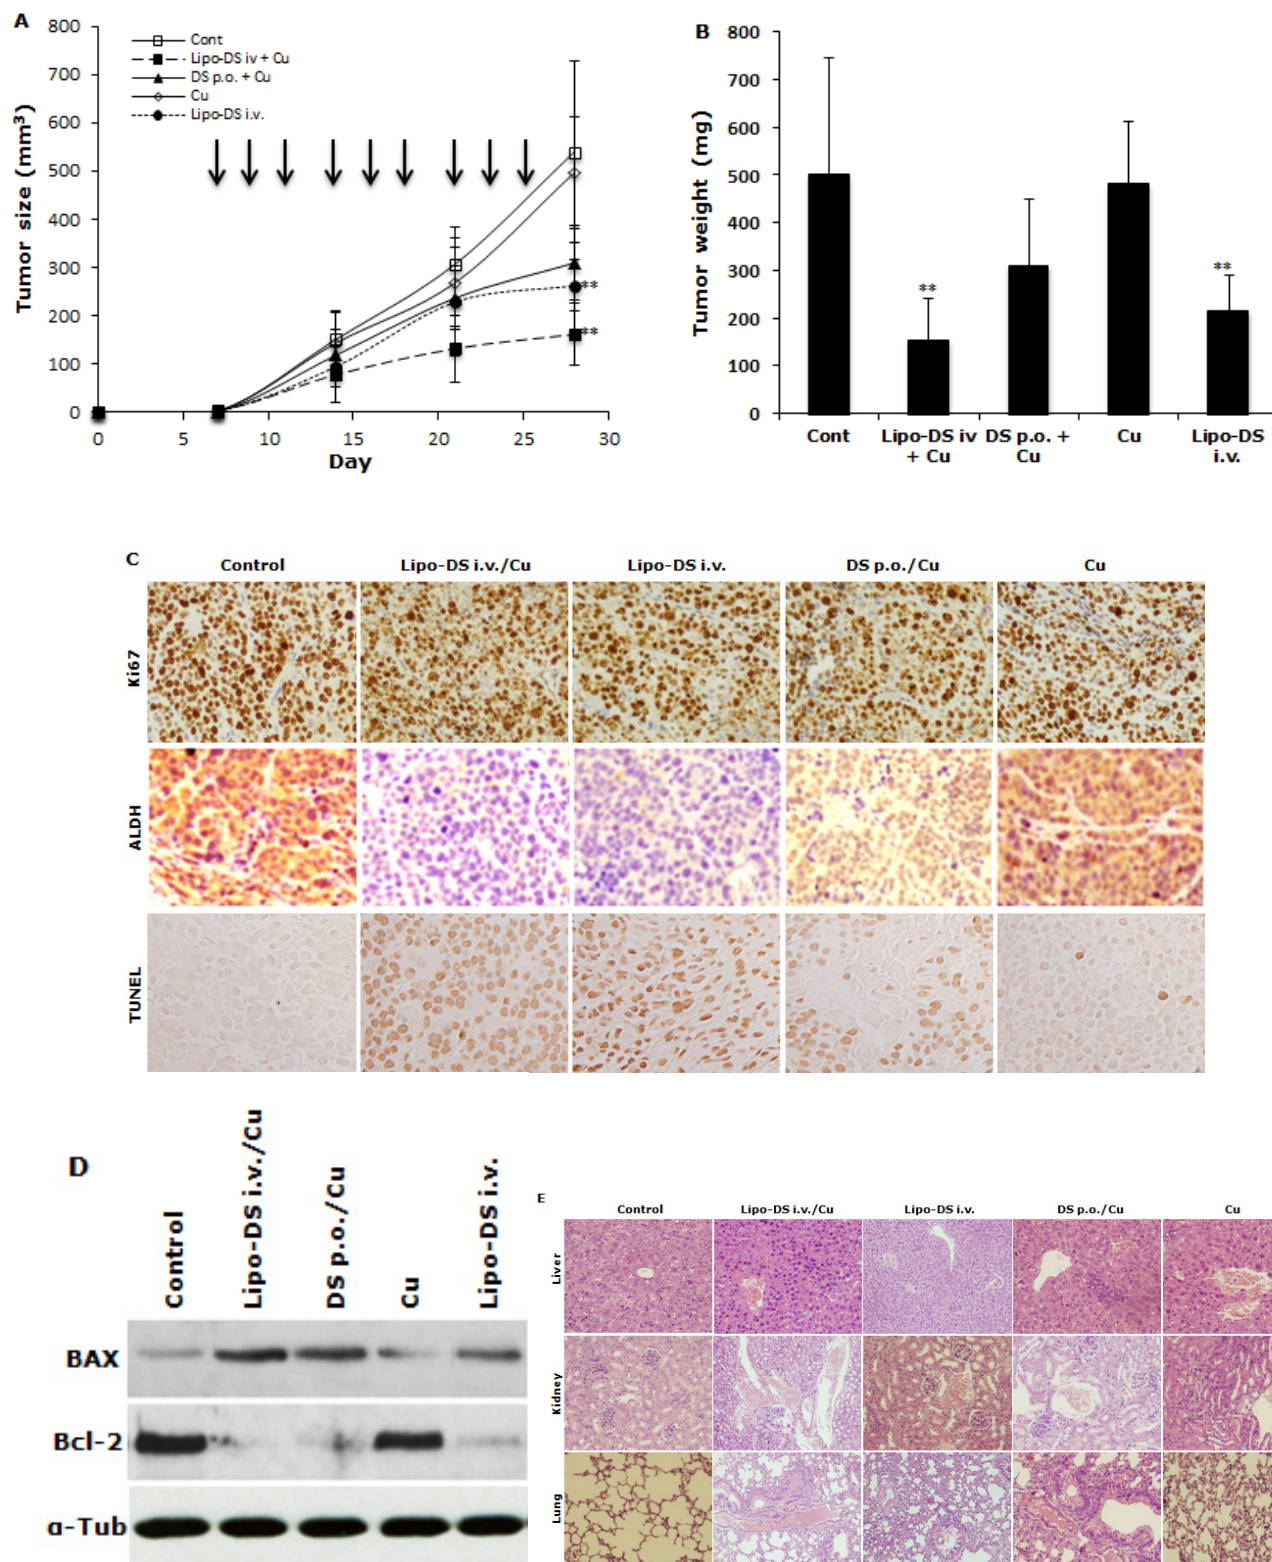 A
800
700
600
500
400
300
200
100
0
Tumor size (mm³)
0 5 10 15 20 25 30
Day
Cont
Lipo-DS iv + Cu
DS p.o. + Cu
Cu
Lipo-DS i.v.
**
**
B
800
700
600
500
400
300
200
100
0
Tumor weight (mg)
**
**
Cont Lipo-DS iv DS p.o. + Cu Lipo-DS
+ Cu Cu i.v.
C
Control Lipo-DS i.v./Cu Lipo-DS i.v. DS p.o./Cu Cu
Ki67
ALDH
TUNEL
D
Control Lipo-DS i.v./Cu DS p.o./Cu Cu Lipo-DS i.v.
BAX
Bcl-2
α-Tub
E
Control Lipo-DS i.v./Cu Lipo-DS i.v. DS p.o./Cu Cu
Liver
Kidney
Lung